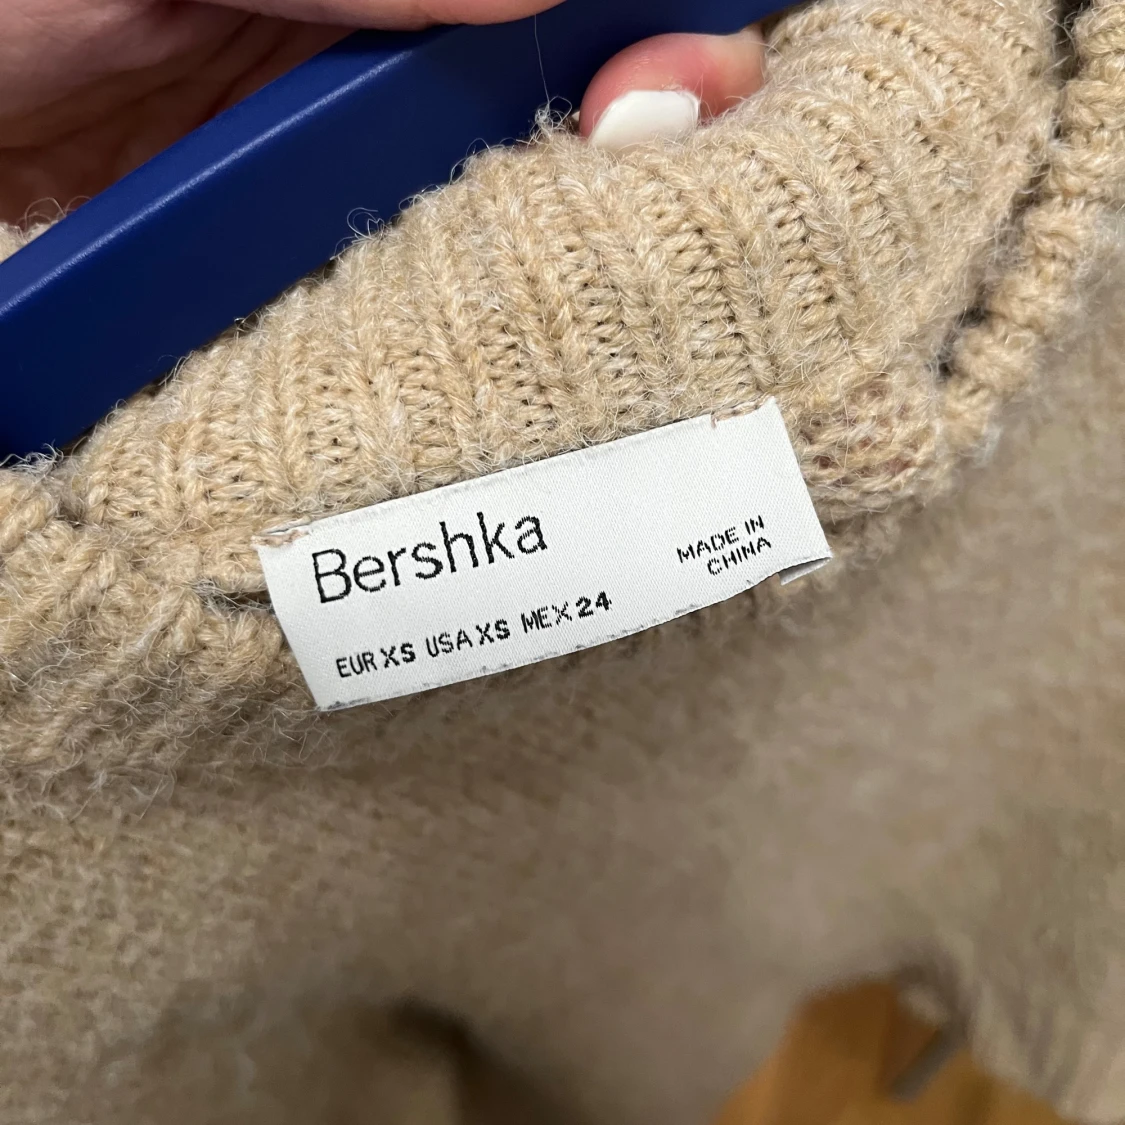 Bershka
MADE IN
CHINA
EUR XS USA XS MEX 24